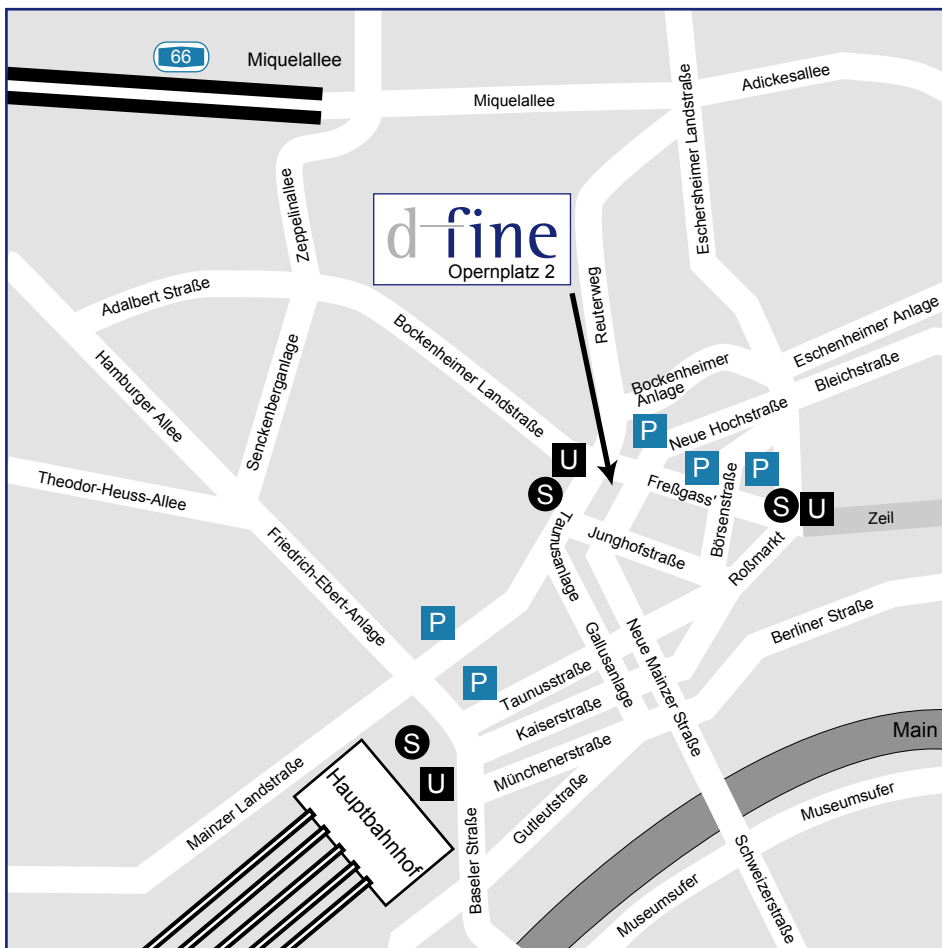 66
Miquelallee
Miquelallee
Adickesallee
Eschersheimer Landstraße
Zeppelinallee
d-fine
Opernplatz 2
Reuterweg
Adalbert Straße
Hamburger Allee
Senckenberganlage
Bockenheimer Landstraße
Eschenheimer Anlage
Bleichstraße
Bockenheimer
Anlage
Neue Hochstraße
P
P
P
U
S
Freßgass'
Börsenstraße
S
U
Zeil
Theodor-Heuss-Allee
Friedrich-Ebert-Anlage
Taunusanlage
Junghofstraße
Roßmarkt
Gallusanlage
Neue Mainzer Straße
Berliner Straße
P
P
Taunusstraße
Kaiserstraße
Münchenerstraße
Gutleutstraße
S
U
Mainzer Landstraße
Hauptbahnhof
Baseler Straße
Main
Museumsufer
Museumsufer
Schweizerstraße